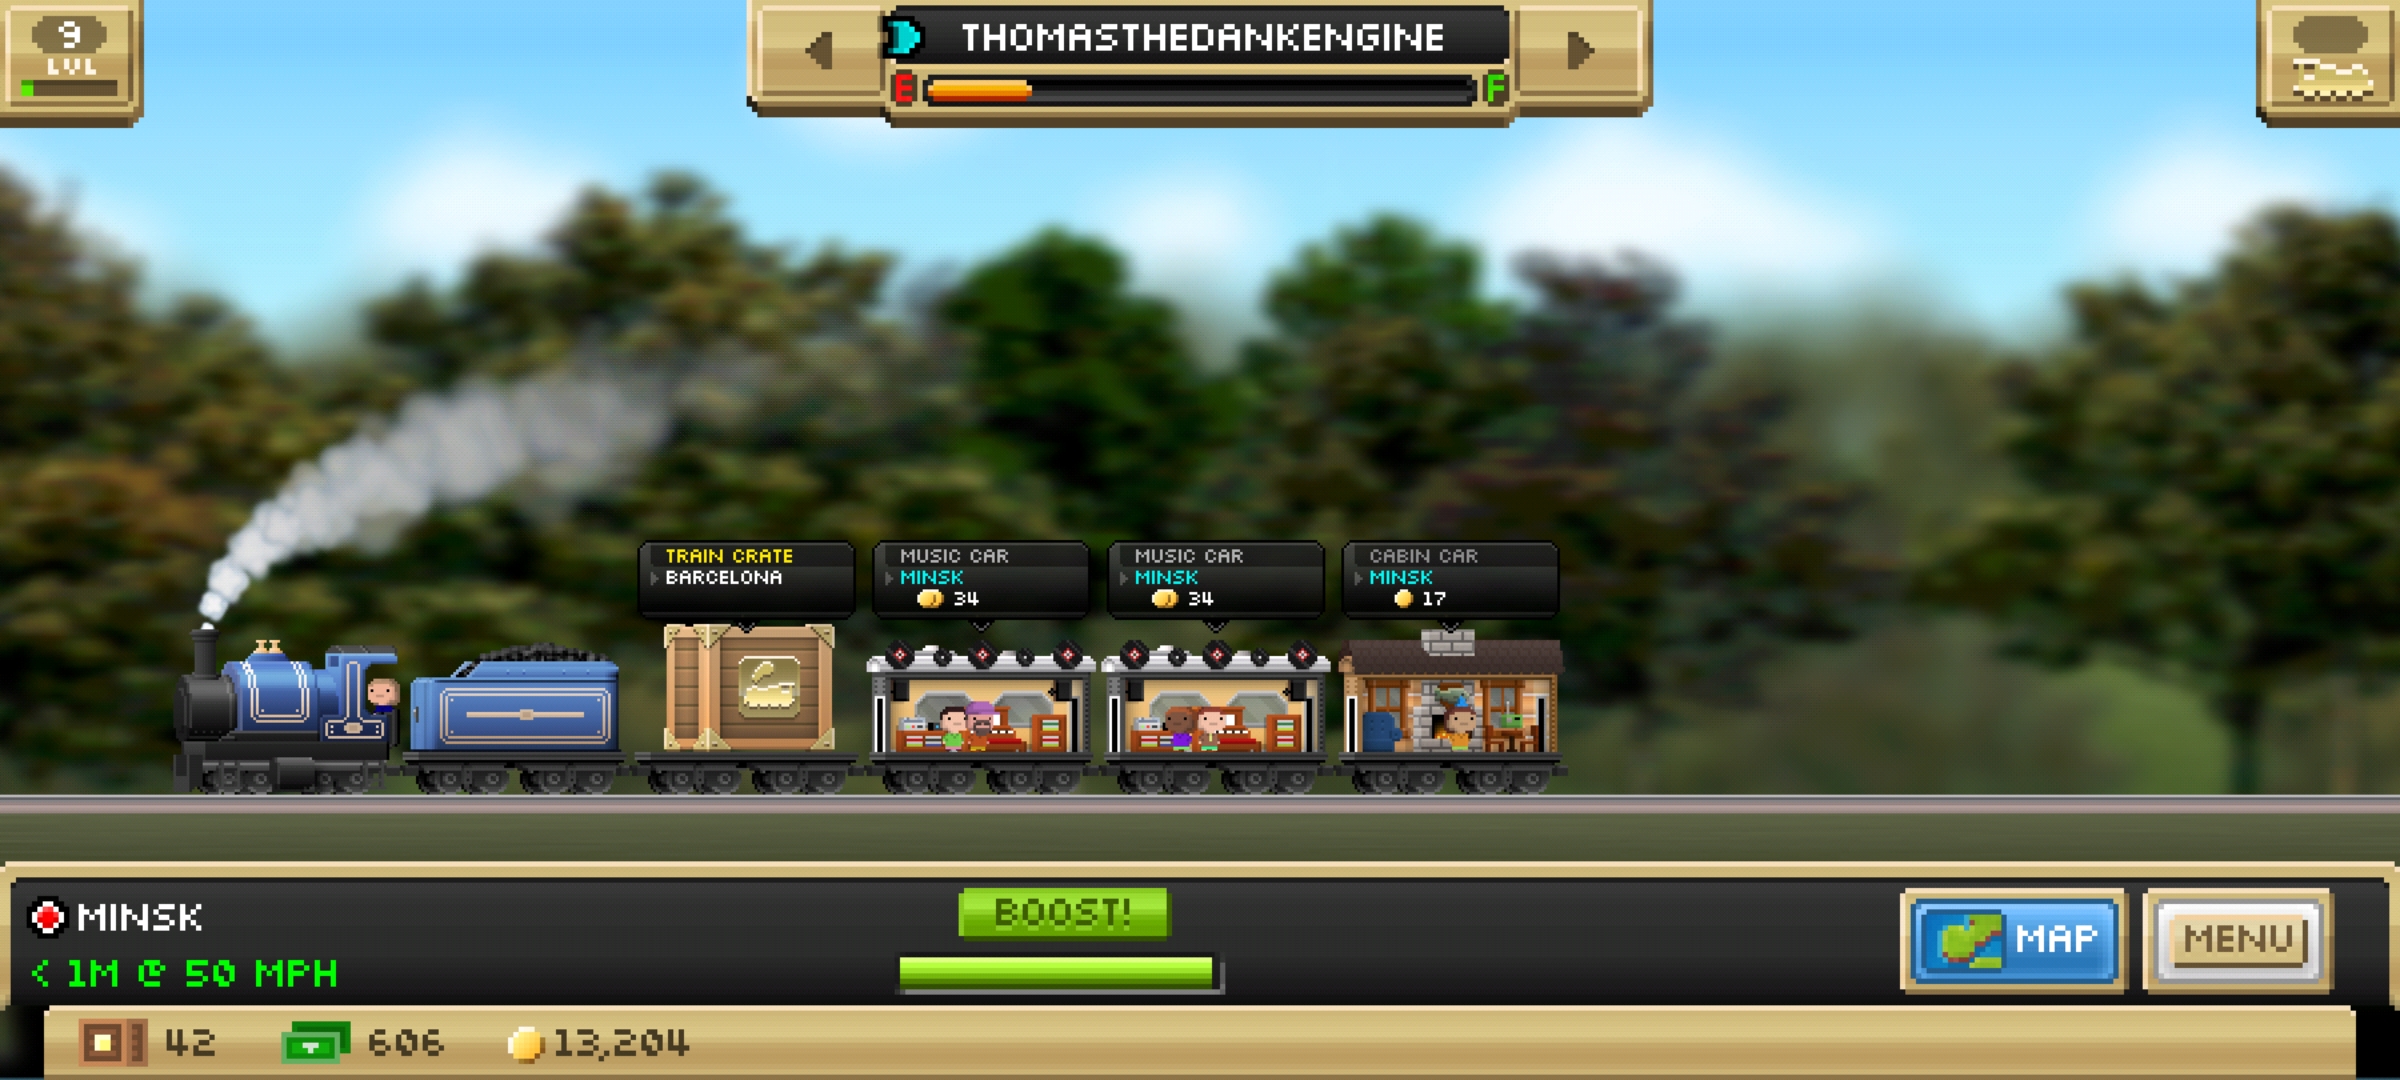 9
LVL
THOMASTHEDANKENGINE
E F
TRAIN CRATE
BARCELONA
MUSIC CAR
MINSK
34
MUSIC CAR
MINSK
34
CABIN CAR
MINSK
17
MINSK
< 1M @ 50 MPH
BOOST!
MAP
MENU
42
606
13,204